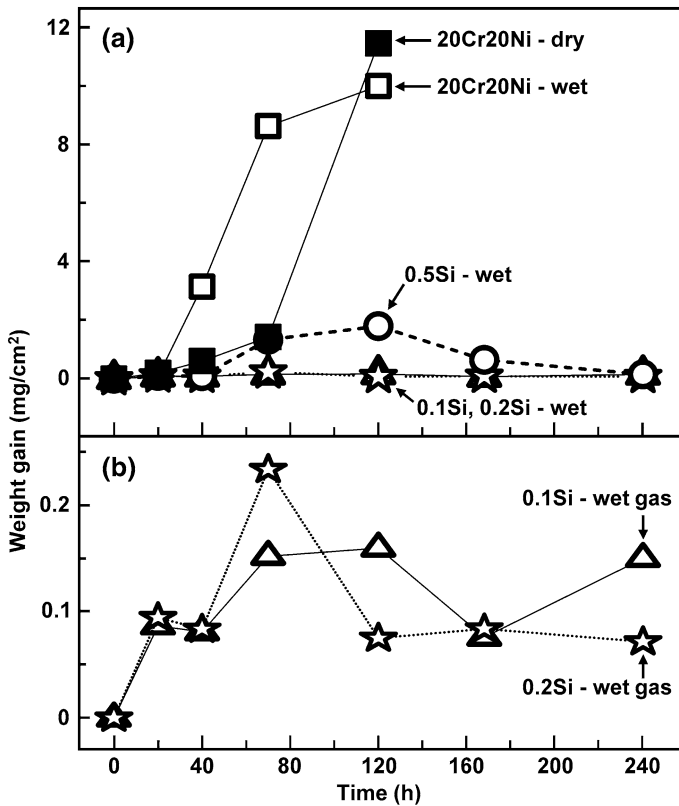 (a)
20Cr20Ni - dry
20Cr20Ni - wet
0.5Si - wet
0.1Si, 0.2Si - wet
12
8
4
0
Weight gain (mg/cm²)
(b)
0.1Si - wet gas
0.2Si - wet gas
0.2
0.1
0
0 40 80 120 160 200 240
Time (h)